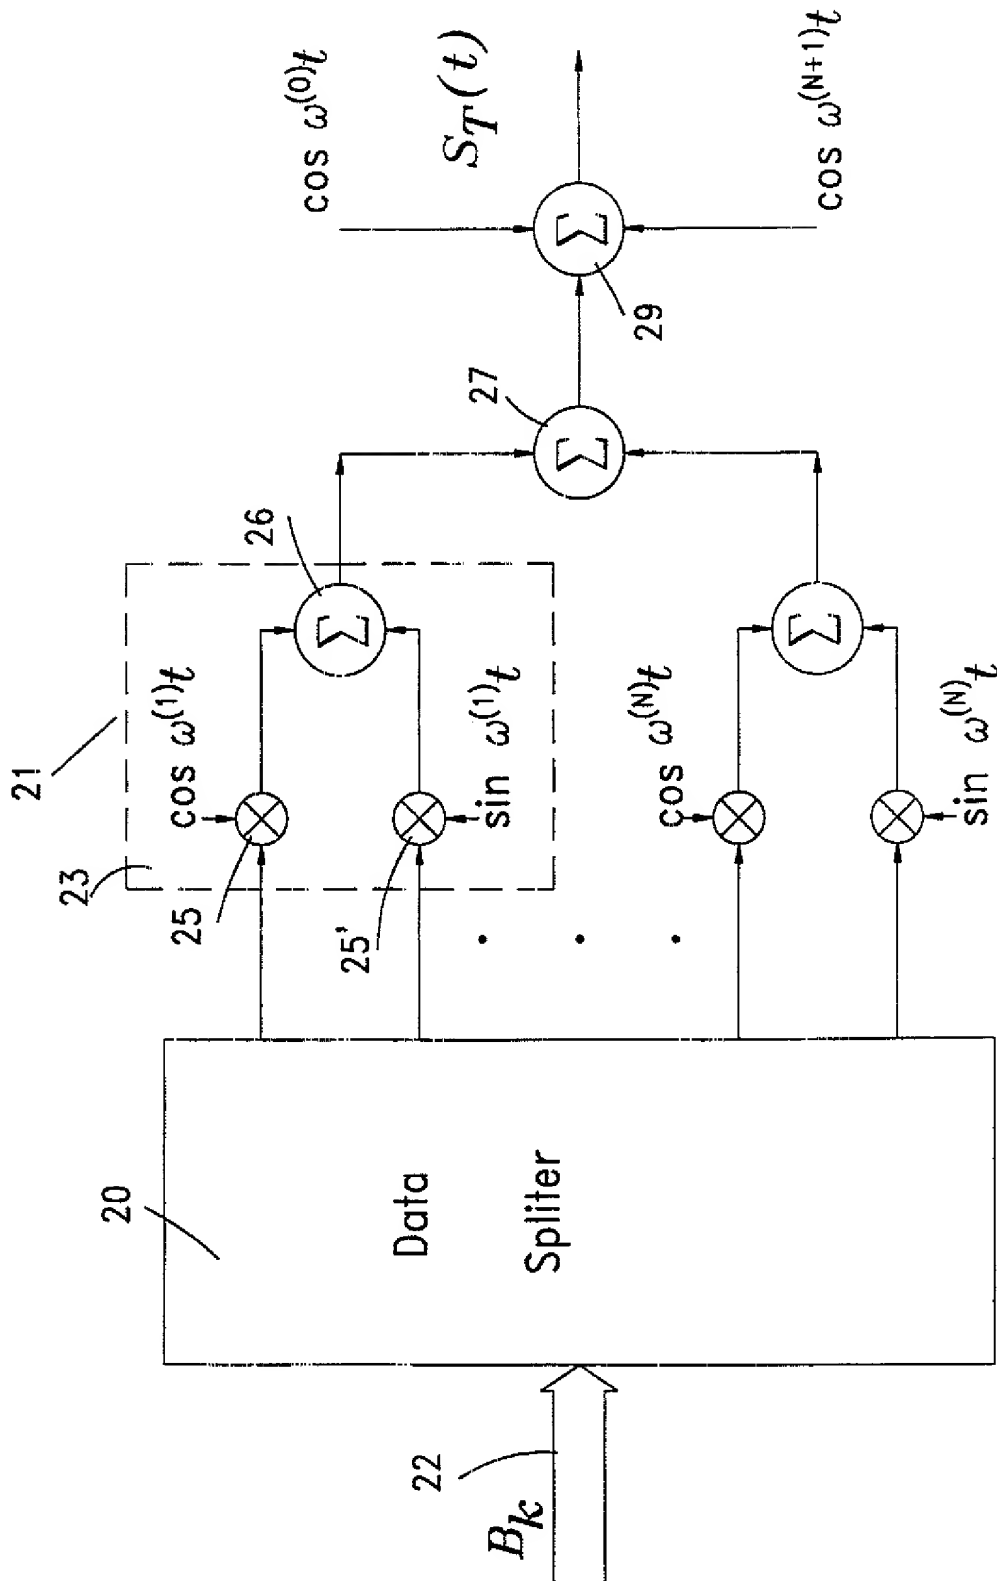 B_k
22
20
Data
Spliter
21
23
25
cos ω^(1)t
26
25'
sin ω^(1)t
Σ
27
Σ
29
Σ
cos ω^(0)t
S_T(t)
cos ω^(N+1)t
. . .
cos ω^(N)t
Σ
sin ω^(N)t